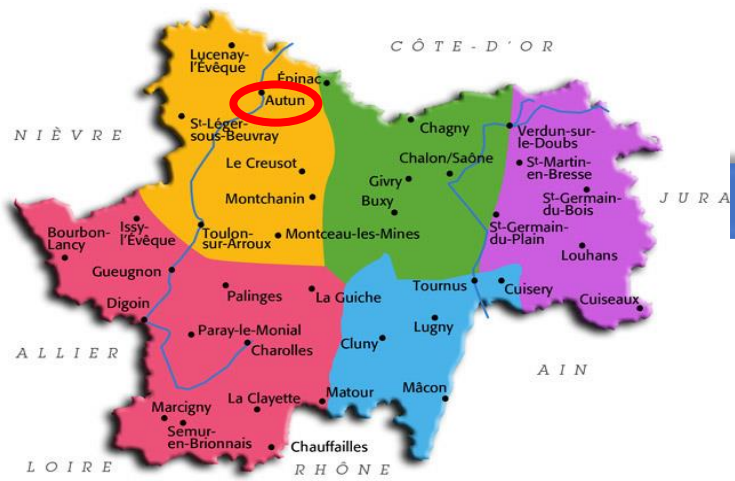 CÔTE-D'OR
Lucenay-
l'Évêque
Épinac
Autun
NIÈVRE
St-Léger-
sous-Beuvray
Chagny
Verdun-sur-
le-Doubs
Le Creusot
Chalon/Saône
St-Martin-
en-Bresse
Givry
Montchanin
Buxy
St-Germain-
du-Bois
JURA
Bourbon-
Lancy
Issy-
l'Évêque
Toulon-
sur-Arroux
Montceau-les-Mines
St-Germain-
du-Plain
Louhans
Gueugnon
Palinges
La Guiche
Tournus
Cuisery
Cuiseaux
Digoin
Lugny
Paray-le-Monial
Charolles
Cluny
ALLIER
AIN
La Clayette
Matour
Mâcon
Marcigny
Semur-
en-Brionnais
Chauffailles
LOIRE
RHÔNE